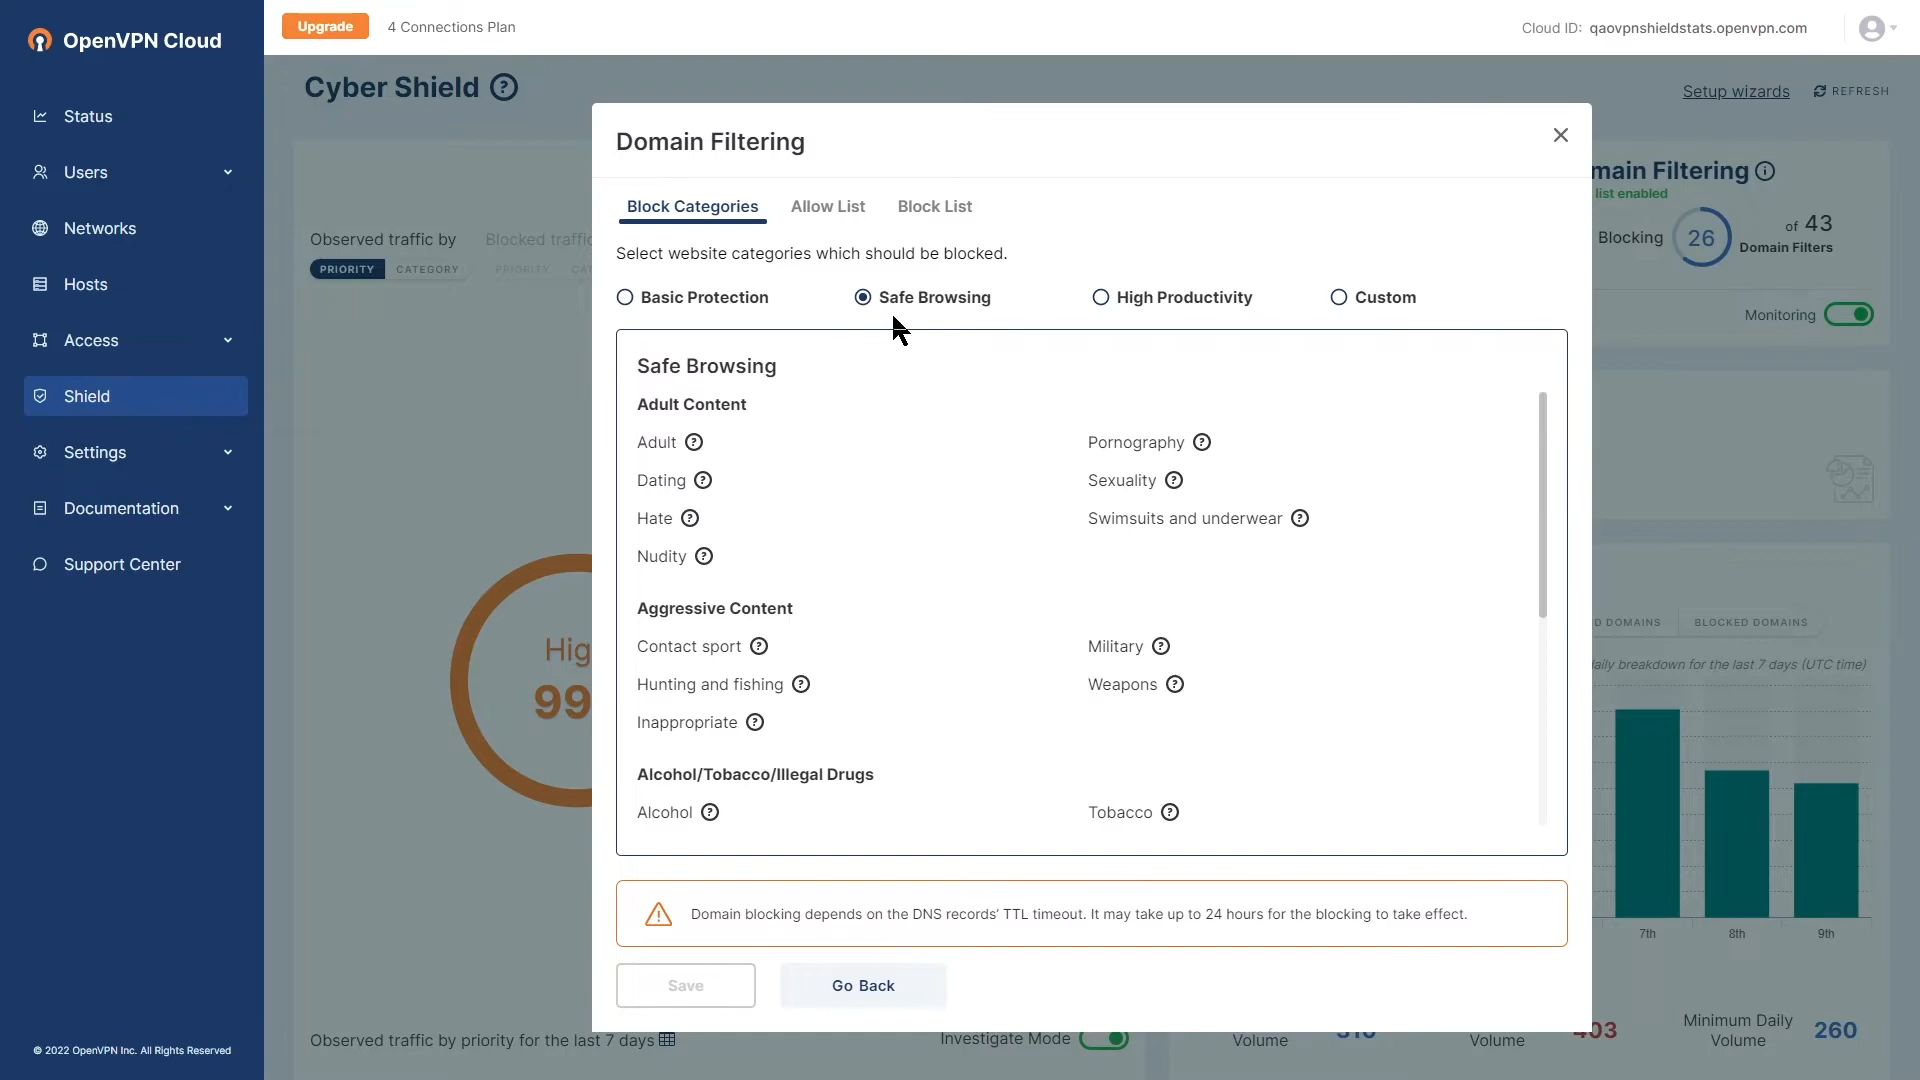 OpenVPN Cloud
Upgrade
4 Connections Plan
Cloud ID: qaovpnshieldstats.openvpn.com
Status
Users
Networks
Hosts
Access
Shield
Settings
Documentation
Support Center
© 2022 OpenVPN Inc. All Rights Reserved
Cyber Shield
Setup wizards
REFRESH
Observed traffic by
Blocked traffic
PRIORITY CATEGORY
PRIORITY
Domain Filtering
Block Categories
Allow List
Block List
Select website categories which should be blocked.
Basic Protection
Safe Browsing
High Productivity
Custom
Safe Browsing
Adult Content
Adult
Pornography
Dating
Sexuality
Hate
Swimsuits and underwear
Nudity
Aggressive Content
Contact sport
Military
Hunting and fishing
Weapons
Inappropriate
Alcohol/Tobacco/Illegal Drugs
Alcohol
Tobacco
Domain blocking depends on the DNS records’ TTL timeout. It may take up to 24 hours for the blocking to take effect.
Save
Go Back
main Filtering
list enabled
Blocking
26
of 43
Domain Filters
Monitoring
D DOMAINS
BLOCKED DOMAINS
daily breakdown for the last 7 days (UTC time)
7th
8th
9th
Hig
99
Observed traffic by priority for the last 7 days
Investigate Mode
Volume
310
Volume
403
Minimum Daily
Volume
260